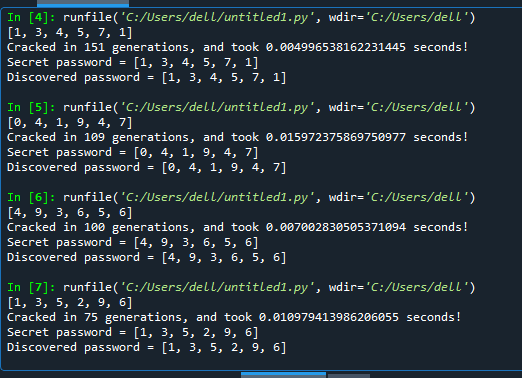 In [4]: runfile('C:/Users/dell/untitled1.py', wdir='C:/Users/dell')
[1, 3, 4, 5, 7, 1]
Cracked in 151 generations, and took 0.004996538162231445 seconds!
Secret password = [1, 3, 4, 5, 7, 1]
Discovered password = [1, 3, 4, 5, 7, 1]
In [5]: runfile('C:/Users/dell/untitled1.py', wdir='C:/Users/dell')
[0, 4, 1, 9, 4, 7]
Cracked in 109 generations, and took 0.015972375869750977 seconds!
Secret password = [0, 4, 1, 9, 4, 7]
Discovered password = [0, 4, 1, 9, 4, 7]
In [6]: runfile('C:/Users/dell/untitled1.py', wdir='C:/Users/dell')
[4, 9, 3, 6, 5, 6]
Cracked in 100 generations, and took 0.007002830505371094 seconds!
Secret password = [4, 9, 3, 6, 5, 6]
Discovered password = [4, 9, 3, 6, 5, 6]
In [7]: runfile('C:/Users/dell/untitled1.py', wdir='C:/Users/dell')
[1, 3, 5, 2, 9, 6]
Cracked in 75 generations, and took 0.010979413986206055 seconds!
Secret password = [1, 3, 5, 2, 9, 6]
Discovered password = [1, 3, 5, 2, 9, 6]